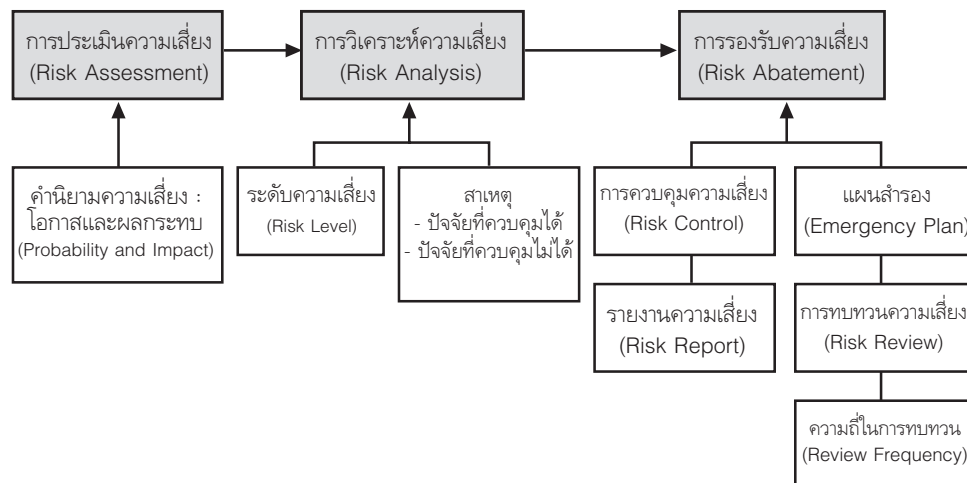 การประเมินความเสี่ยง
(Risk Assessment)
การวิเคราะห์ความเสี่ยง
(Risk Analysis)
การรองรับความเสี่ยง
(Risk Abatement)
คำนิยามความเสี่ยง :
โอกาสและผลกระทบ
(Probability and Impact)
ระดับความเสี่ยง
(Risk Level)
สาเหตุ
- ปัจจัยที่ควบคุมได้
- ปัจจัยที่ควบคุมไม่ได้
การควบคุมความเสี่ยง
(Risk Control)
แผนสำรอง
(Emergency Plan)
รายงานความเสี่ยง
(Risk Report)
การทบทวนความเสี่ยง
(Risk Review)
ความถี่ในการทบทวน
(Review Frequency)